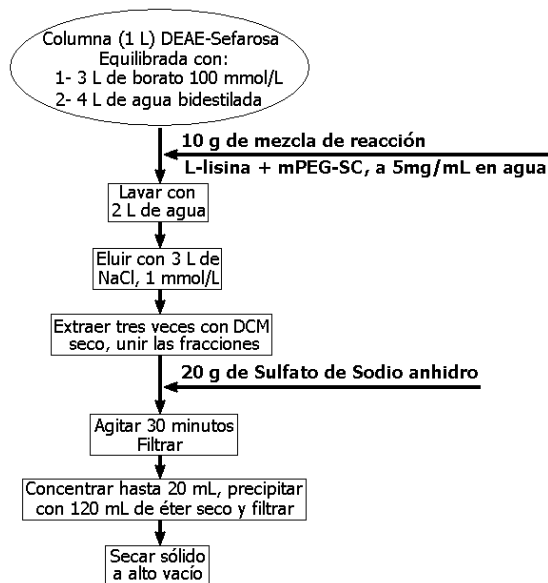 Columna (1 L) DEAE-Sefarosa
Equilibrada con:
1- 3 L de borato 100 mmol/L
2- 4 L de agua bidestilada
10 g de mezcla de reacción
L-lisina + mPEG-SC, a 5mg/mL en agua
Lavar con
2 L de agua
Eluir con 3 L de
NaCl, 1 mmol/L
Extraer tres veces con DCM
seco, unir las fracciones
20 g de Sulfato de Sodio anhidro
Agitar 30 minutos
Filtrar
Concentrar hasta 20 mL, precipitar
con 120 mL de éter seco y filtrar
Secar sólido
a alto vacío